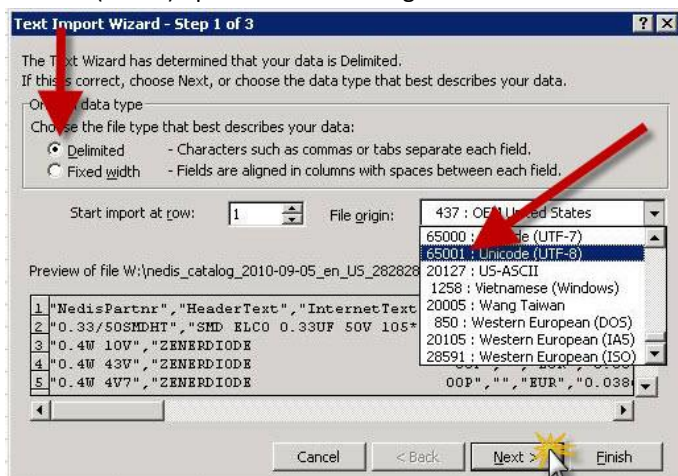 Text Import Wizard - Step 1 of 3
The Text Wizard has determined that your data is Delimited.
If this is correct, choose Next, or choose the data type that best describes your data.
data type
Choose the file type that best describes your data:
Delimited - Characters such as commas or tabs separate each field.
Fixed width - Fields are aligned in columns with spaces between each field.
Start import at row: 1 File origin: 437 : OEM United States
65000 : Unicode (UTF-7)
65001 : Unicode (UTF-8)
20127 : US-ASCII
1258 : Vietnamese (Windows)
20005 : Wang Taiwan
850 : Western European (DOS)
20105 : Western European (IA5)
28591 : Western European (ISO)
Preview of file W:\nedis_catalog_2010-09-05_en_US_282828
1 "NedisPartnr","HeaderText","InternetText
2 "0.33/50SMDHT","SMD ELCO 0.33UF 50V 105*
3 "0.4W 10V","ZENERDIODE
4 "0.4W 43V","ZENERDIODE
5 "0.4W 4V7","ZENERDIODE 00P","","EUR","0.038
Cancel < Back Next > Finish